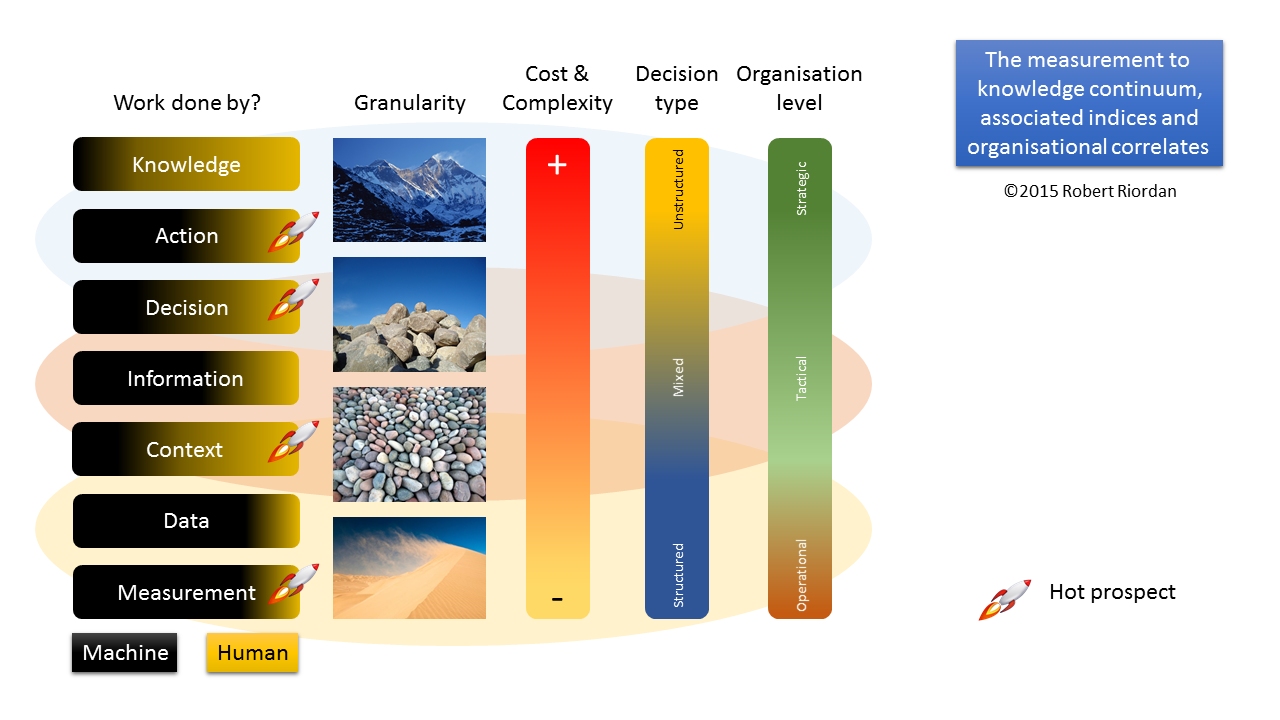 The measurement to
knowledge continuum,
associated indices and
organisational correlates
©2015 Robert Riordan
Work done by?
Granularity
Cost &
Complexity
Decision
type
Organisation
level
Knowledge
Action
Decision
Information
Context
Data
Measurement
Machine
Human
+
-
Unstructured
Mixed
Structured
Strategic
Tactical
Operational
Hot prospect